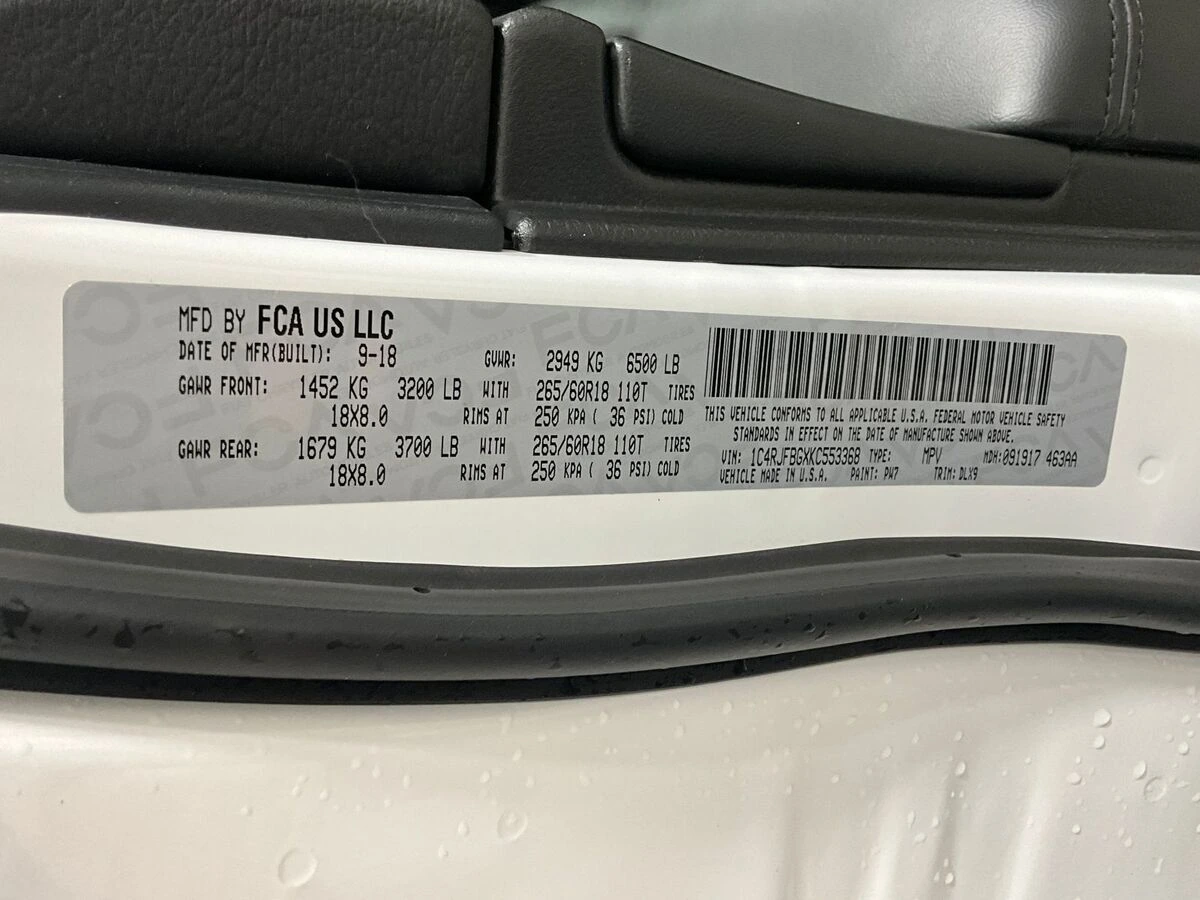 MFD BY FCA US LLC
DATE OF MFR(BUILT): 9-18 GVWR: 2949 KG 6500 LB
GAWR FRONT: 1452 KG 3200 LB WITH 265/60R18 110T TIRES
18X8.0 RIMS AT 250 KPA ( 36 PSI) COLD
GAWR REAR: 1679 KG 3700 LB WITH 265/60R18 110T TIRES
18X8.0 RIMS AT 250 KPA ( 36 PSI) COLD
THIS VEHICLE CONFORMS TO ALL APPLICABLE U.S.A. FEDERAL MOTOR VEHICLE SAFETY
STANDARDS IN EFFECT ON THE DATE OF MANUFACTURE SHOWN ABOVE.
VIN: 1C4RJFBGXKC553368 TYPE: MPV MDH: 091917 463AA
VEHICLE MADE IN U.S.A. PAINT: PW7 TRIM: DLX9